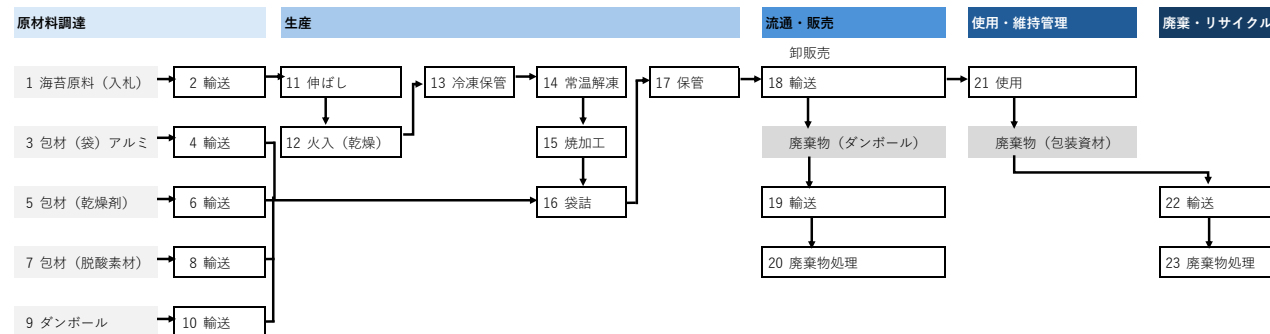 原材料調達
生産
流通・販売
使用・維持管理
廃棄・リサイクル
卸販売
1 海苔原料（入札）
2 輸送
11 伸ばし
13 冷凍保管
14 常温解凍
17 保管
18 輸送
21 使用
3 包材（袋）アルミ
4 輸送
12 火入（乾燥）
15 焼加工
廃棄物（ダンボール）
廃棄物（包装資材）
5 包材（乾燥剤）
6 輸送
16 袋詰
19 輸送
22 輸送
7 包材（脱酸素材）
8 輸送
20 廃棄物処理
23 廃棄物処理
9 ダンボール
10 輸送